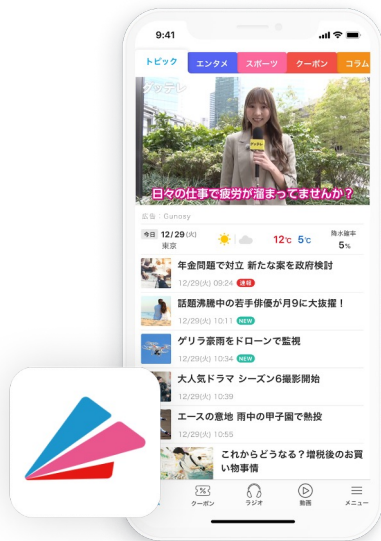 9:41
トピック エンタメ スポーツ クーポン コラム
グッテレ
日々の仕事で疲労が溜まってませんか？
広告：Gunosy
今日 12/29(火) 東京 12℃ 5℃ 降水確率 5%
年金問題で対立 新たな案を政府検討
12/29(火) 09:24 速報
話題沸騰中の若手俳優が月9に大抜擢！
12/29(火) 10:11 NEW
ゲリラ豪雨をドローンで監視
12/29(火) 10:34 NEW
大人気ドラマ シーズン6撮影開始
12/29(火) 10:39
エースの意地 雨中の甲子園で熱投
12/29(火) 10:55
これからどうなる？増税後のお買
い物事情
クーポン ラジオ 動画 メニュー